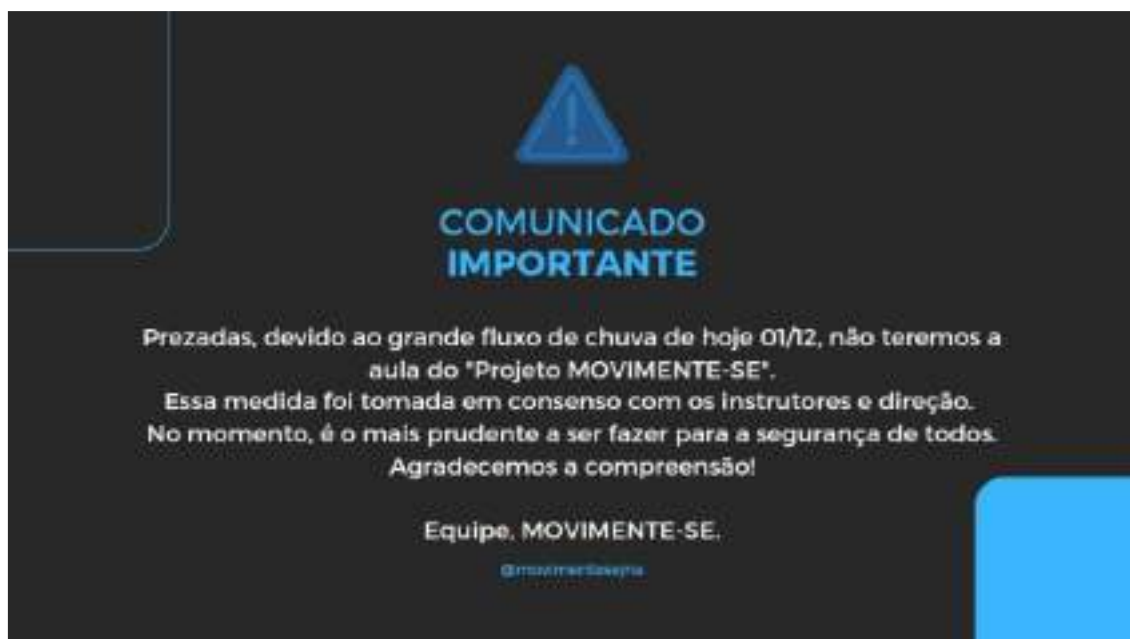 COMUNICADO
IMPORTANTE
Prezadas, devido ao grande fluxo de chuva de hoje 01/12, não teremos a
aula do "Projeto MOVIMENTE-SE".
Essa medida foi tomada em consenso com os instrutores e direção.
No momento, é o mais prudente a ser fazer para a segurança de todos.
Agradecemos a compreensão!
Equipe, MOVIMENTE-SE.